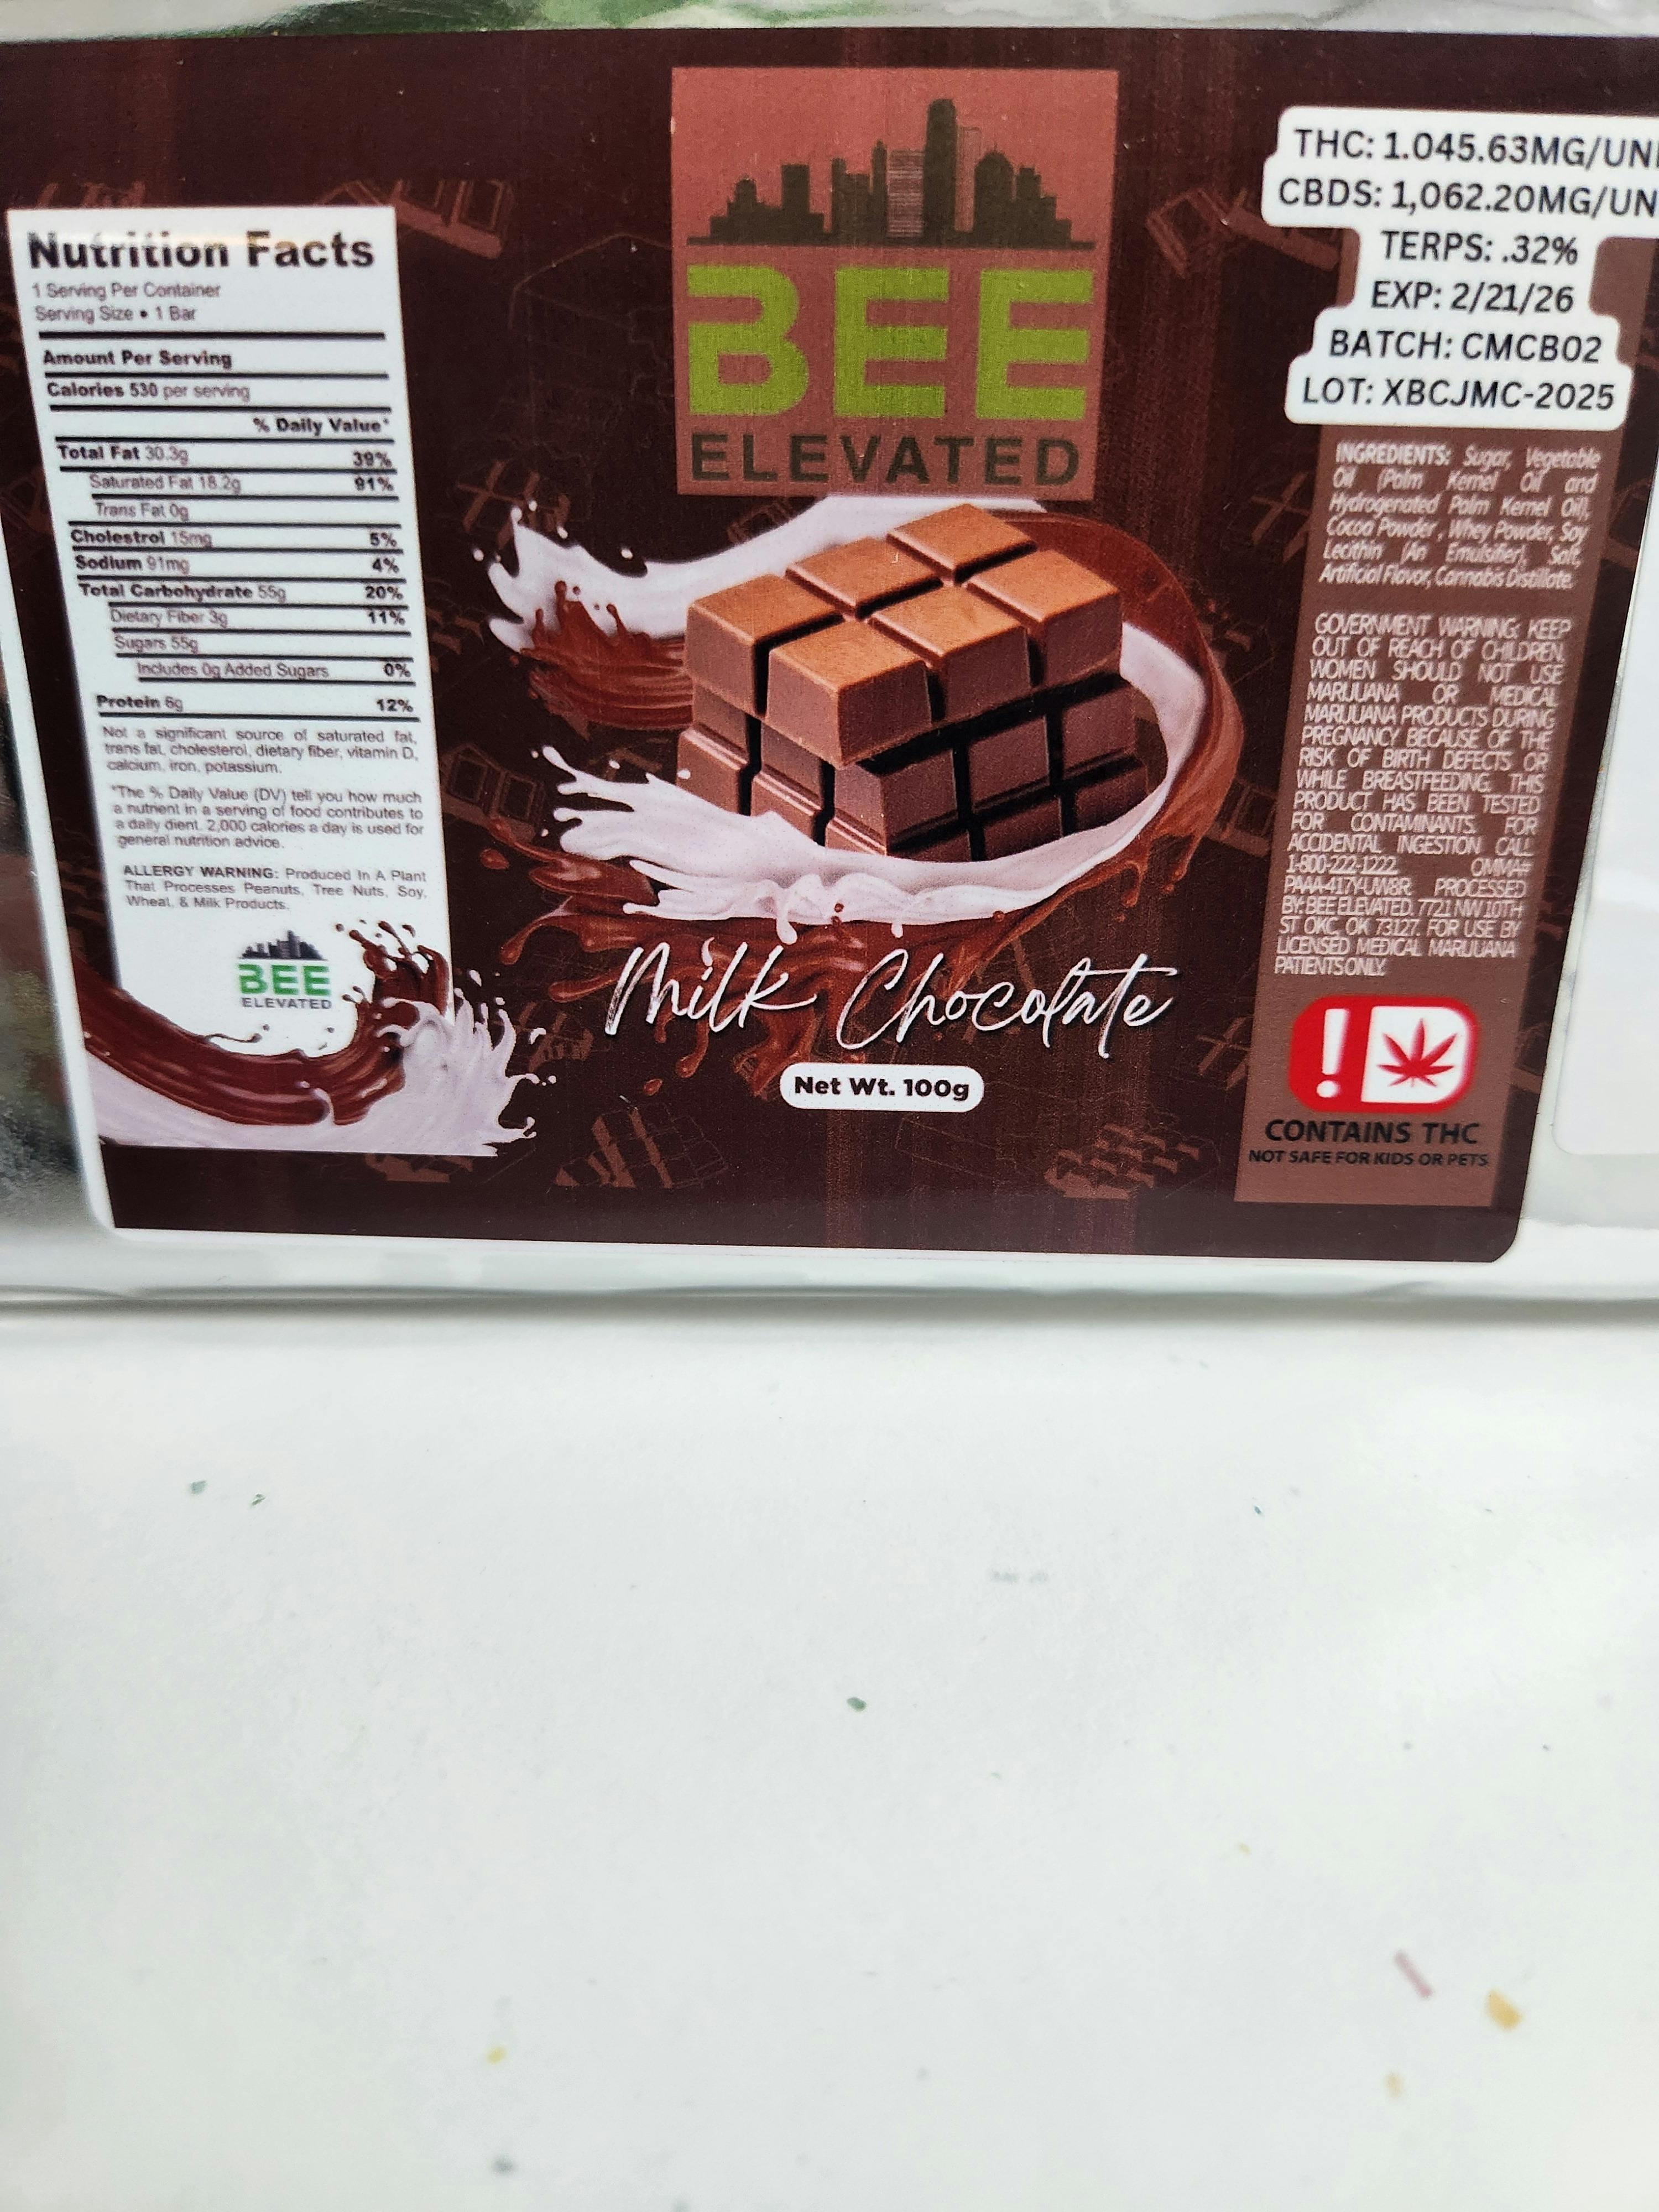 Nutrition Facts
1 Serving Per Container
Serving Size • 1 Bar
Amount Per Serving
Calories 530 per serving
% Daily Value*
Total Fat 30.3g 39%
Saturated Fat 18.2g 91%
Trans Fat 0g
Cholestrol 15mg 5%
Sodium 91mg 4%
Total Carbohydrate 55g 20%
Dietary Fiber 3g 11%
Sugars 55g
Includes 0g Added Sugars 0%
Protein 6g 12%
Not a significant source of saturated fat,
trans fat, cholesterol, dietary fiber, vitamin D,
calcium, iron, potassium.
*The % Daily Value (DV) tell you how much
a nutrient in a serving of food contributes to
a daily dient. 2,000 calories a day is used for
general nutrition advice.
ALLERGY WARNING: Produced In A Plant
That Processes Peanuts, Tree Nuts, Soy,
Wheat, & Milk Products.
BEE
ELEVATED
BEE
ELEVATED
Milk Chocolate
Net Wt. 100g
THC: 1.045.63MG/UNI
CBDS: 1,062.20MG/UN
TERPS: .32%
EXP: 2/21/26
BATCH: CMCB02
LOT: XBCJMC-2025
INGREDIENTS: Sugar, Vegetable
Oil (Palm Kernel Oil and
Hydrogenated Palm Kernel Oil),
Cocoa Powder , Whey Powder, Soy
Lecithin (An Emulsifier), Salt,
Artificial Flavor, Cannabis Distillate.
GOVERNMENT WARNING: KEEP
OUT OF REACH OF CHILDREN.
WOMEN SHOULD NOT USE
MARIJUANA OR MEDICAL
MARIJUANA PRODUCTS DURING
PREGNANCY BECAUSE OF THE
RISK OF BIRTH DEFECTS OR
WHILE BREASTFEEDING. THIS
PRODUCT HAS BEEN TESTED
FOR CONTAMINANTS. FOR
ACCIDENTAL INGESTION CALL
1-800-222-1222. OMMA#
PAAA-417Y-UW8R. PROCESSED
BY: BEE ELEVATED. 7721 NW 10TH
ST OKC, OK 73127. FOR USE BY
LICENSED MEDICAL MARIJUANA
PATIENTS ONLY.
!
CONTAINS THC
NOT SAFE FOR KIDS OR PETS